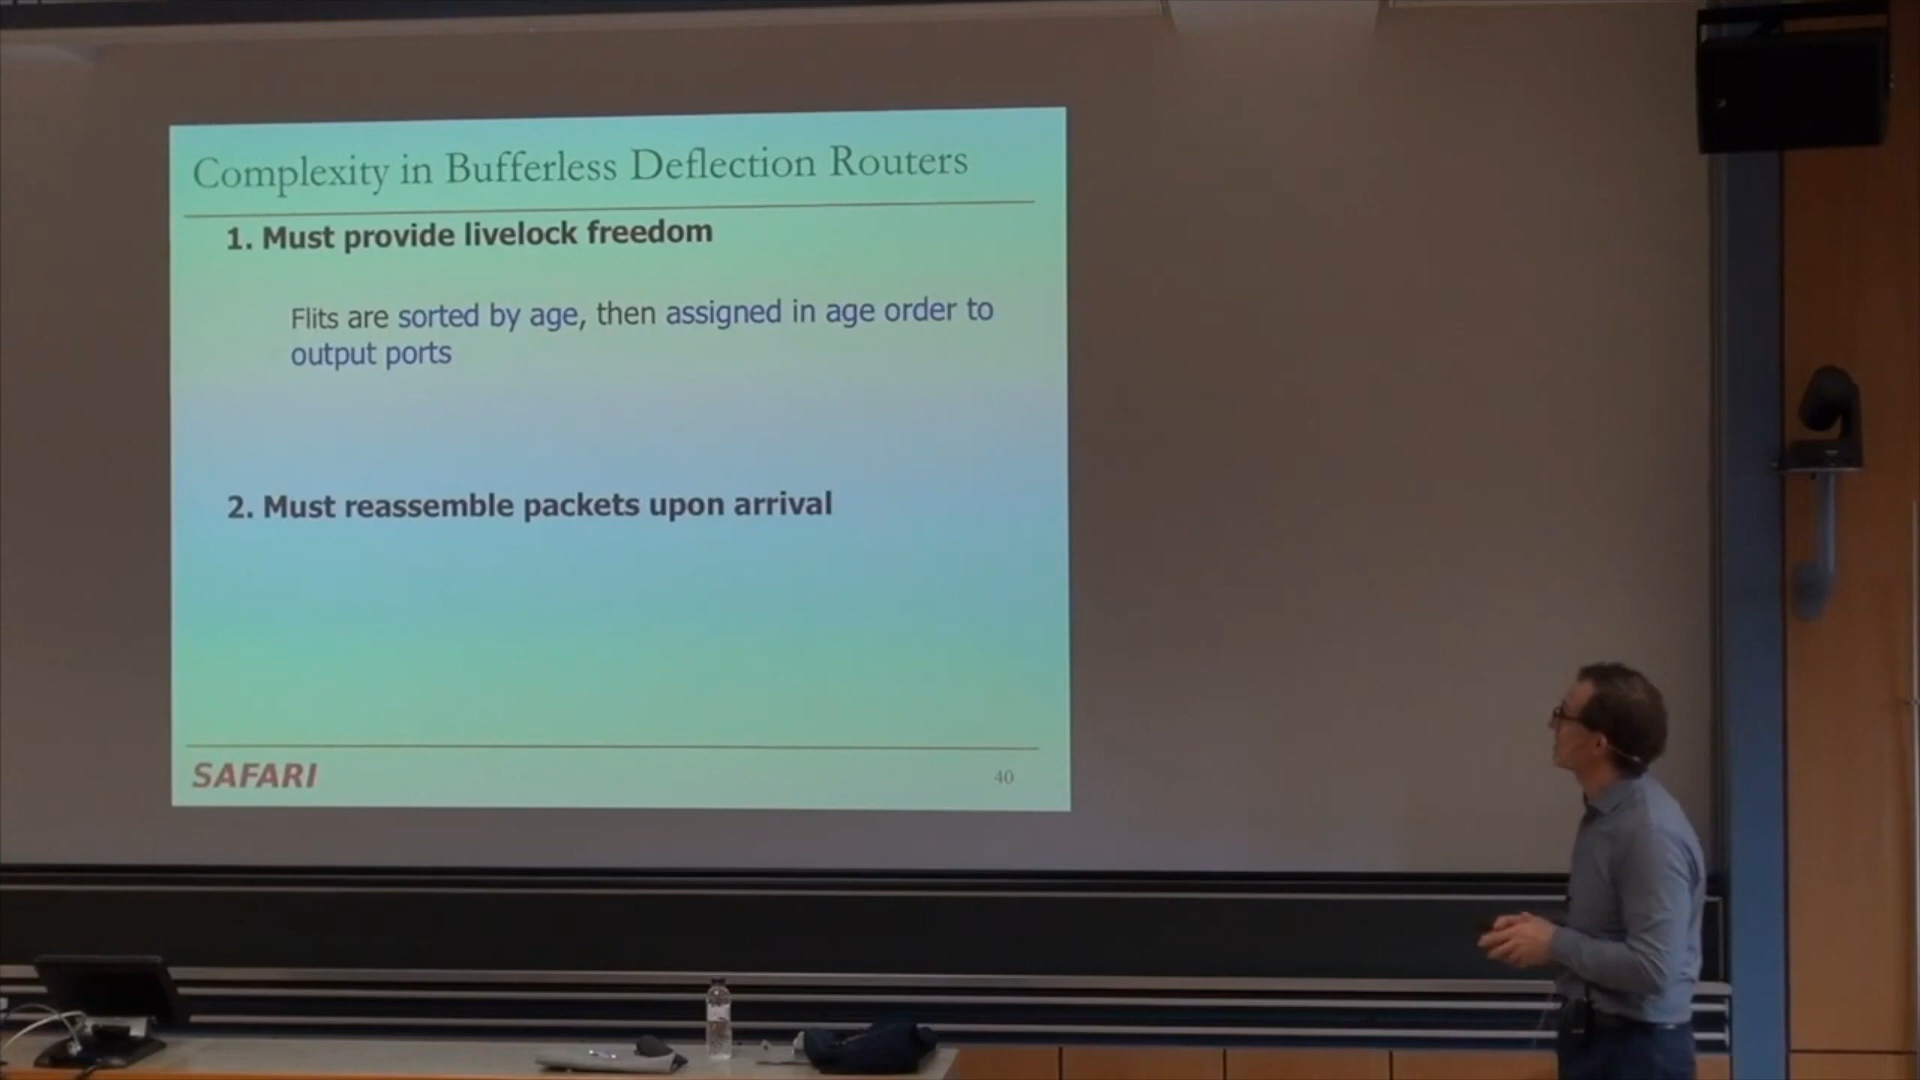 Complexity in Bufferless Deflection Routers
1. Must provide livelock freedom
Flits are sorted by age, then assigned in age order to
output ports
2. Must reassemble packets upon arrival
SAFARI
40